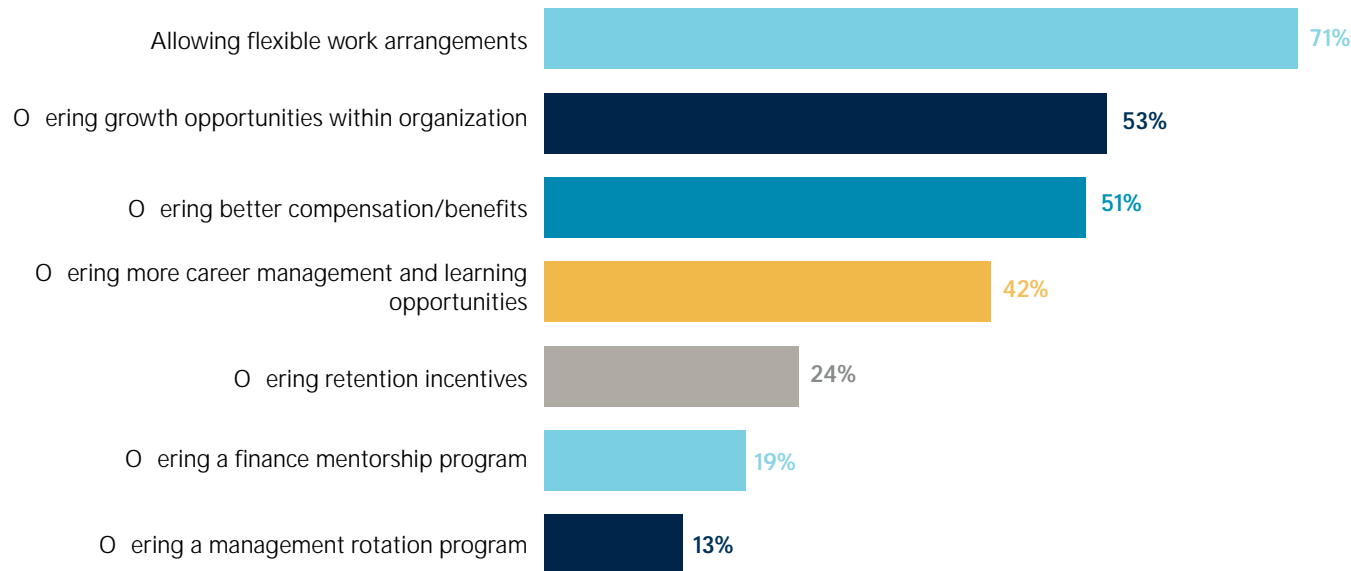 Allowing flexible work arrangements 71%
O ering growth opportunities within organization 53%
O ering better compensation/benefits 51%
O ering more career management and learning
opportunities 42%
O ering retention incentives 24%
O ering a finance mentorship program 19%
O ering a management rotation program 13%